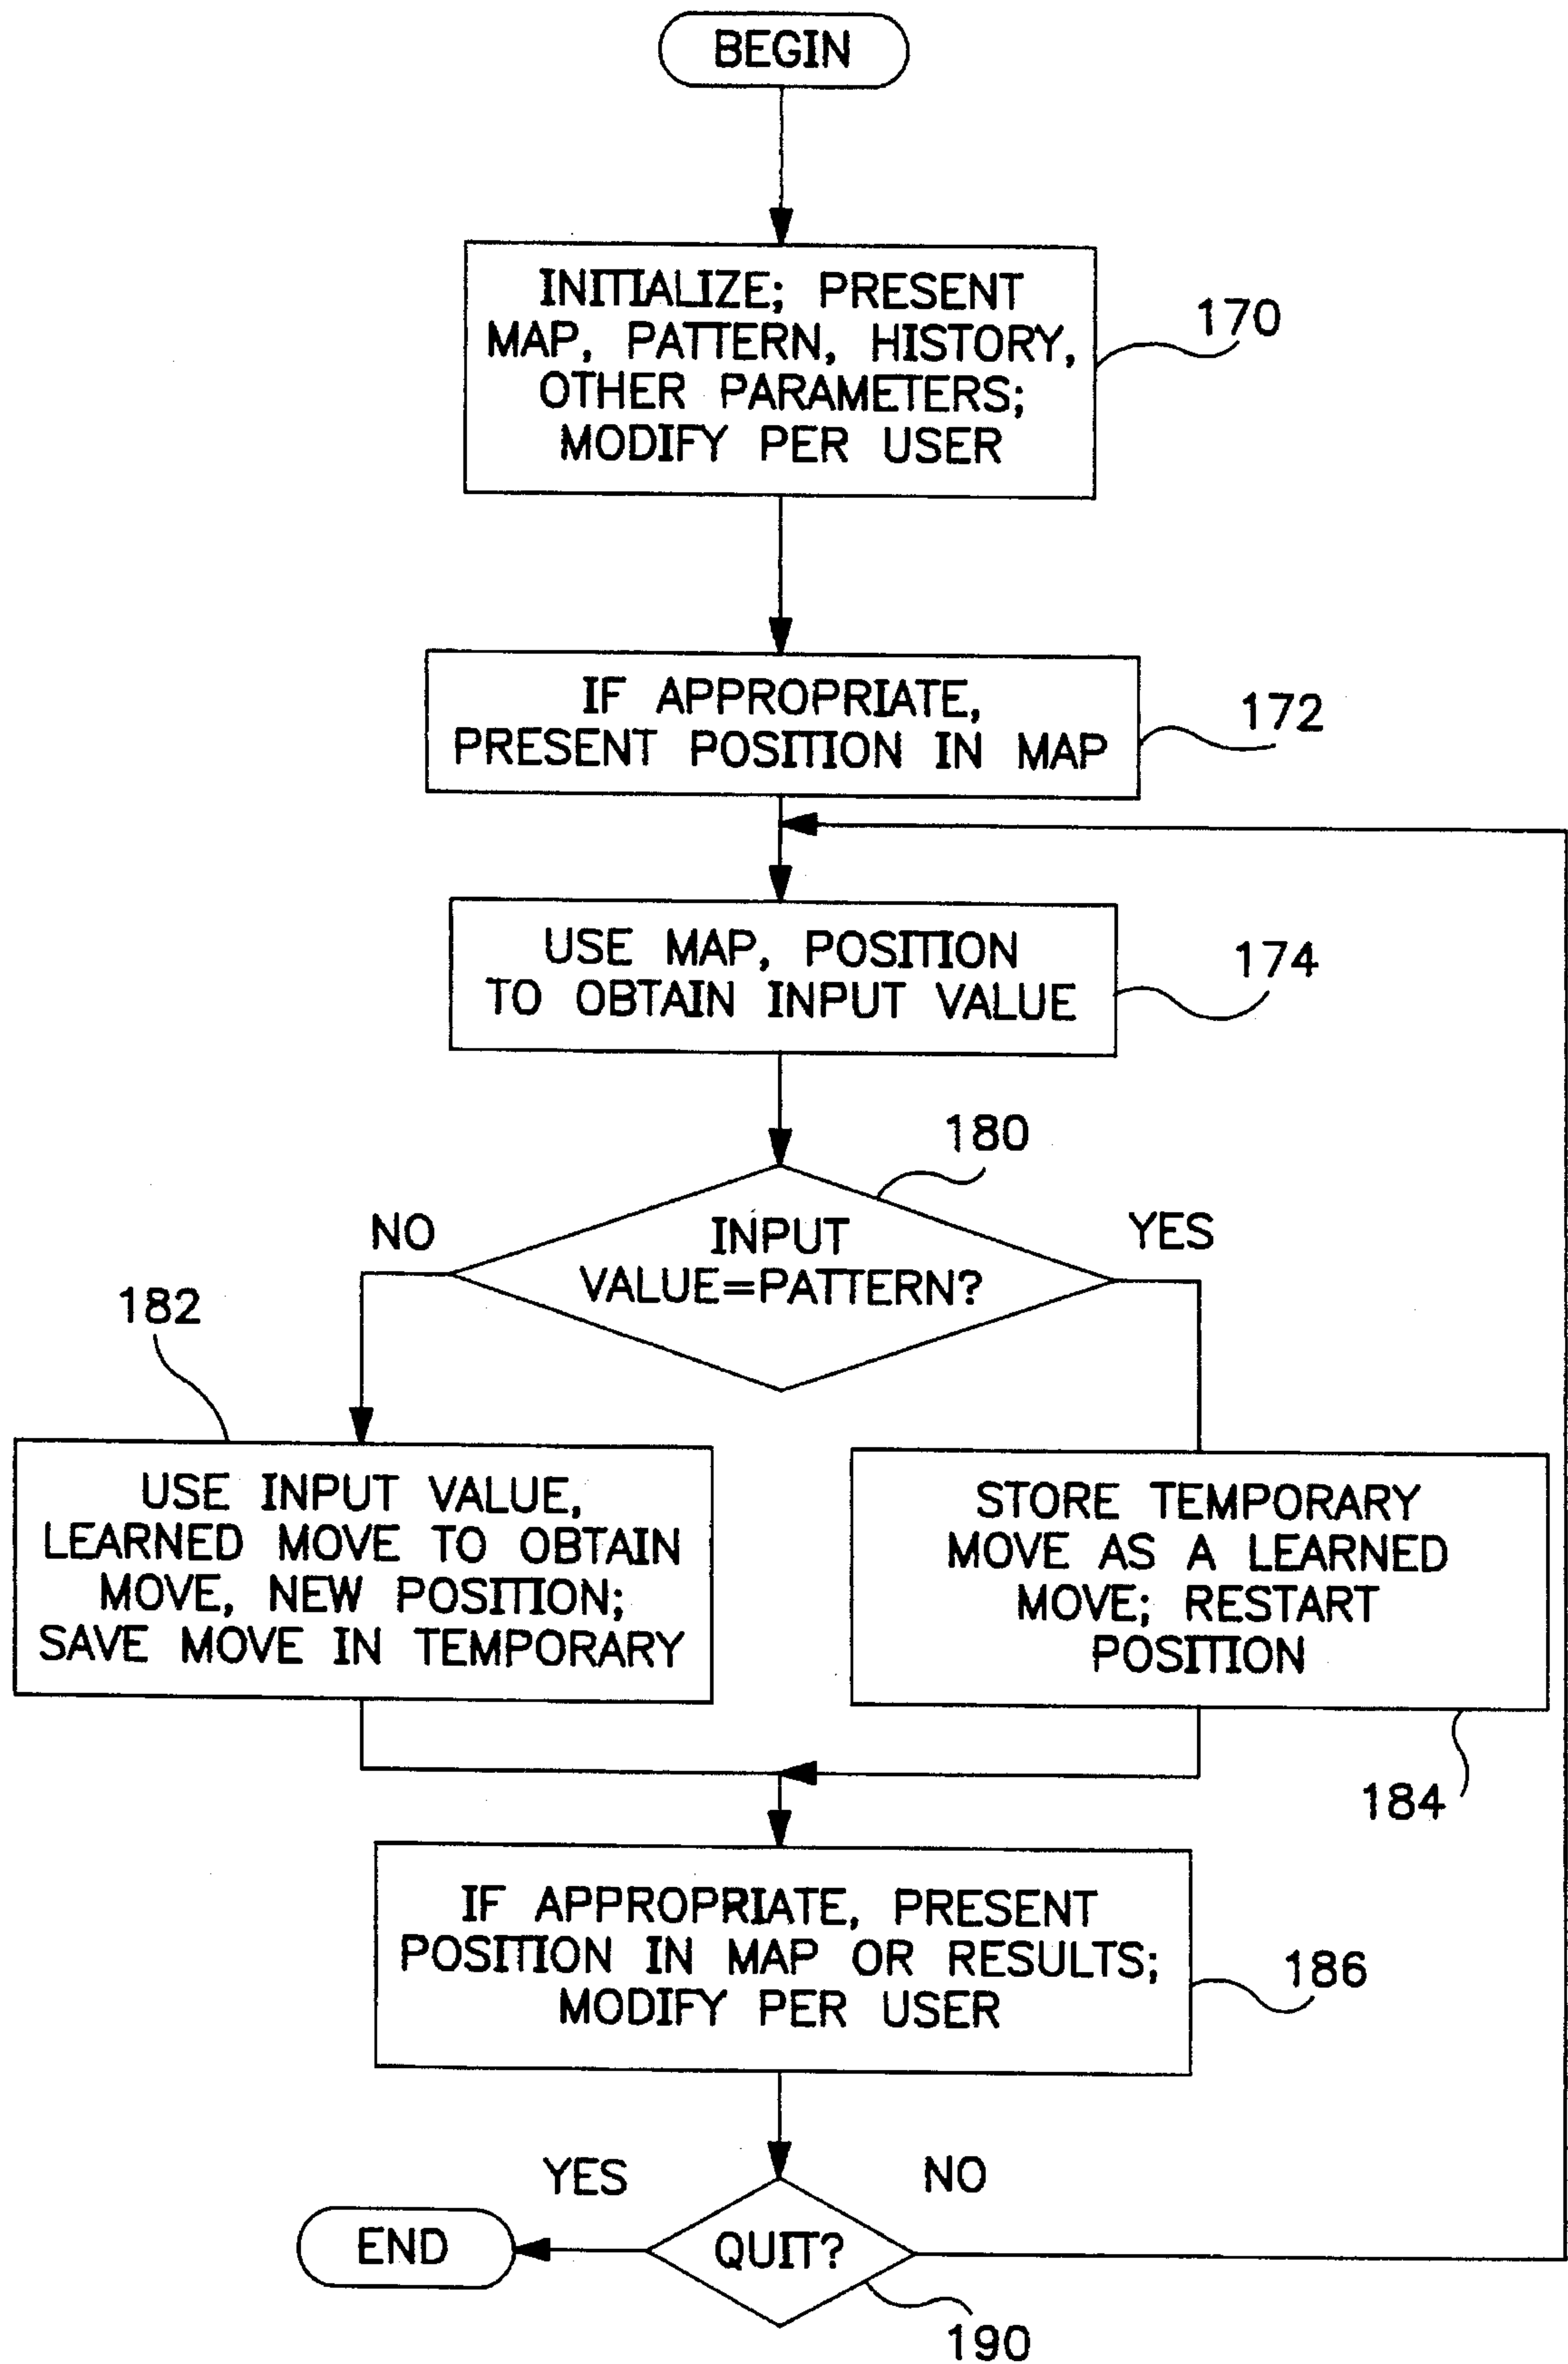 BEGIN
INITIALIZE; PRESENT
MAP, PATTERN, HISTORY,
OTHER PARAMETERS;
MODIFY PER USER
170
IF APPROPRIATE,
PRESENT POSITION IN MAP
172
USE MAP, POSITION
TO OBTAIN INPUT VALUE
174
180
NO
INPUT
VALUE=PATTERN?
YES
182
USE INPUT VALUE,
LEARNED MOVE TO OBTAIN
MOVE, NEW POSITION;
SAVE MOVE IN TEMPORARY
STORE TEMPORARY
MOVE AS A LEARNED
MOVE; RESTART
POSITION
184
IF APPROPRIATE, PRESENT
POSITION IN MAP OR RESULTS;
MODIFY PER USER
186
YES
NO
END
QUIT?
190